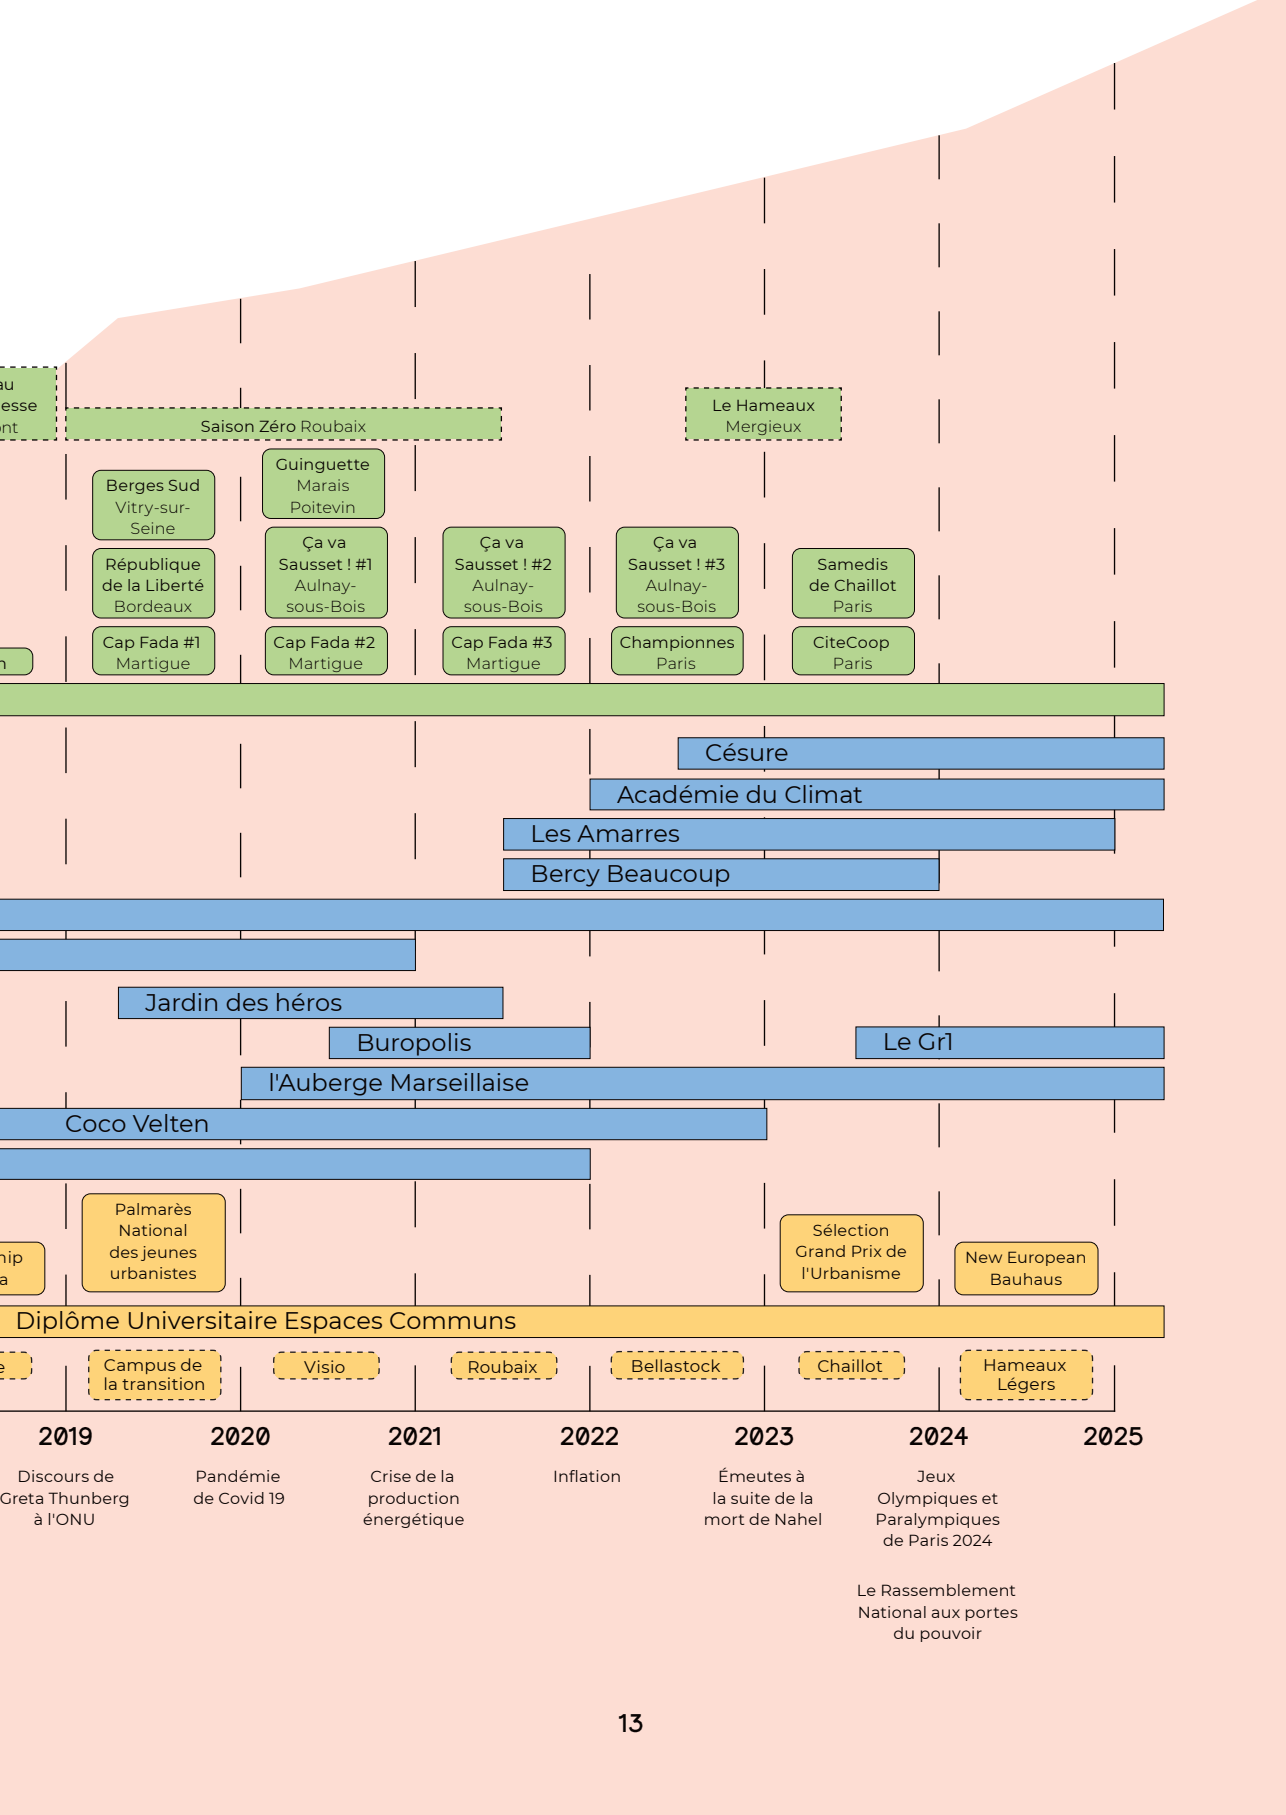 au
esse
nt
Saison Zéro Roubaix
Le Hameaux
Mergieux
Guinguette
Marais
Poitevin
Berges Sud
Vitry-sur-
Seine
Ça va
Sausset ! #1
Aulnay-
sous-Bois
Ça va
Sausset ! #2
Aulnay-
sous-Bois
Ça va
Sausset ! #3
Aulnay-
sous-Bois
République
de la Liberté
Bordeaux
Samedis
de Chaillot
Paris
n
Cap Fada #1
Martigue
Cap Fada #2
Martigue
Cap Fada #3
Martigue
Championnes
Paris
CiteCoop
Paris
Césure
Académie du Climat
Les Amarres
Bercy Beaucoup
Jardin des héros
Buropolis
Le Gr1
l'Auberge Marseillaise
Coco Velten
Palmarès
National
des jeunes
urbanistes
Sélection
Grand Prix de
l'Urbanisme
hip
a
New European
Bauhaus
Diplôme Universitaire Espaces Communs
e
Campus de
la transition
Visio
Roubaix
Bellastock
Chaillot
Hameaux
Légers
2019
2020
2021
2022
2023
2024
2025
Discours de
Greta Thunberg
à l'ONU
Pandémie
de Covid 19
Crise de la
production
énergétique
Inflation
Émeutes à
la suite de la
mort de Nahel
Jeux
Olympiques et
Paralympiques
de Paris 2024
Le Rassemblement
National aux portes
du pouvoir
13